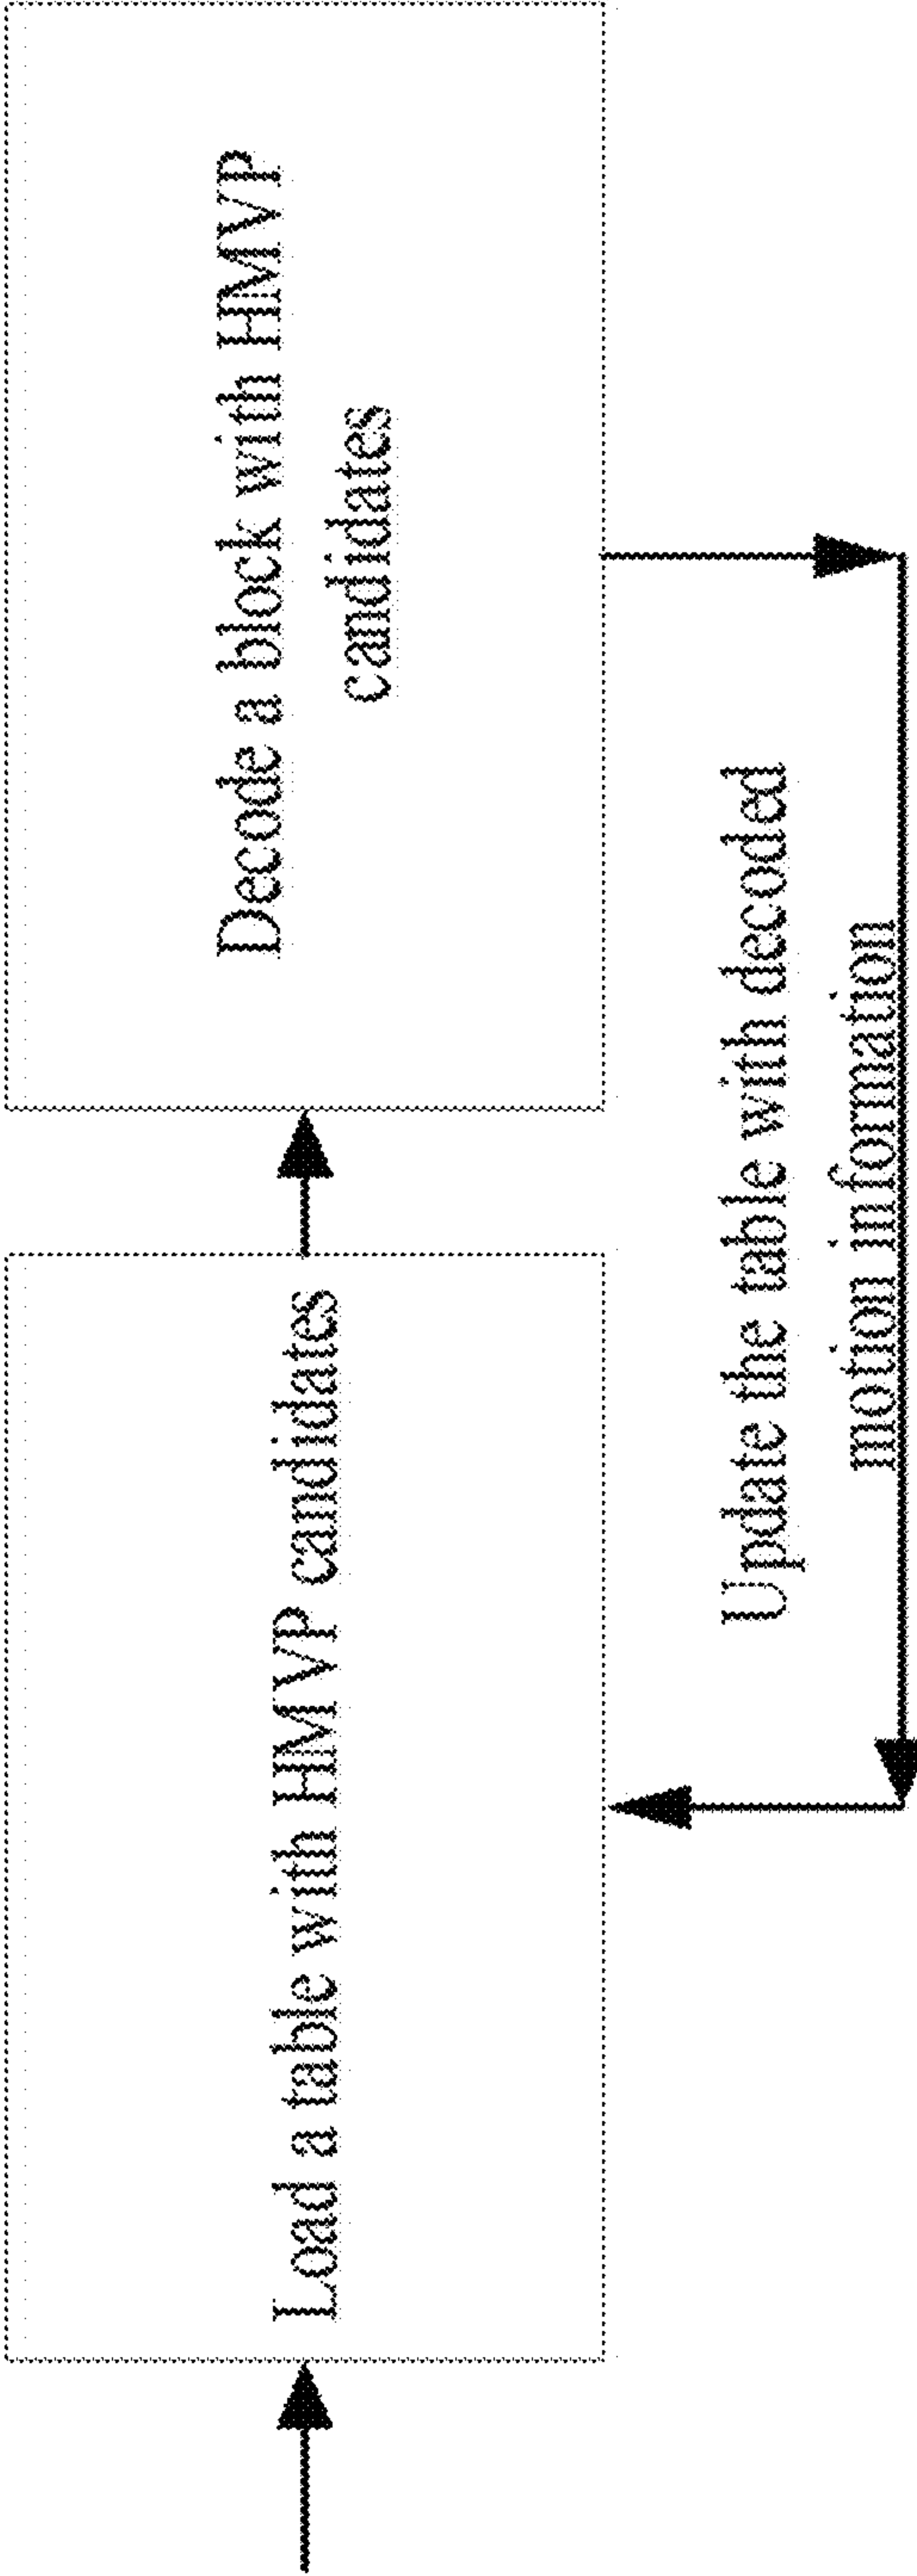 Load a table with HMVP candidates
Decode a block with HMVP
candidates
Update the table with decoded
motion information